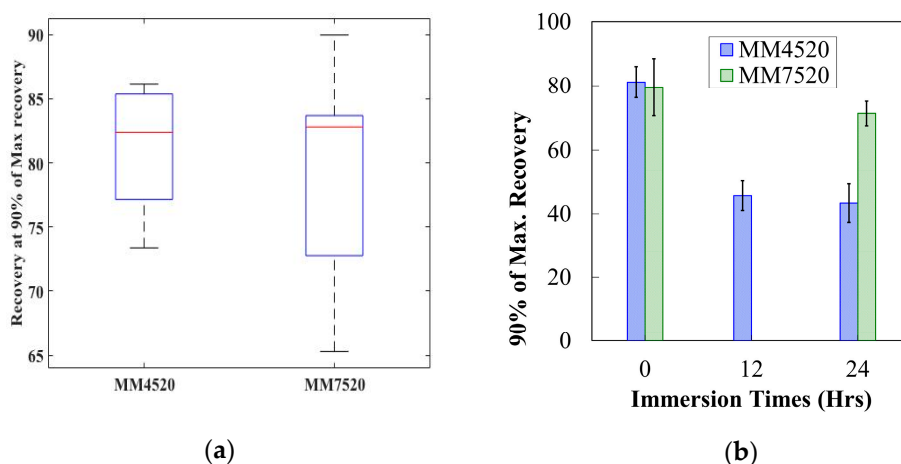 Recovery at 90% of Max recovery
90
85
80
75
70
65
MM4520
MM7520
(a)
90% of Max. Recovery
100
80
60
40
20
0
MM4520
MM7520
0
12
24
Immersion Times (Hrs)
(b)